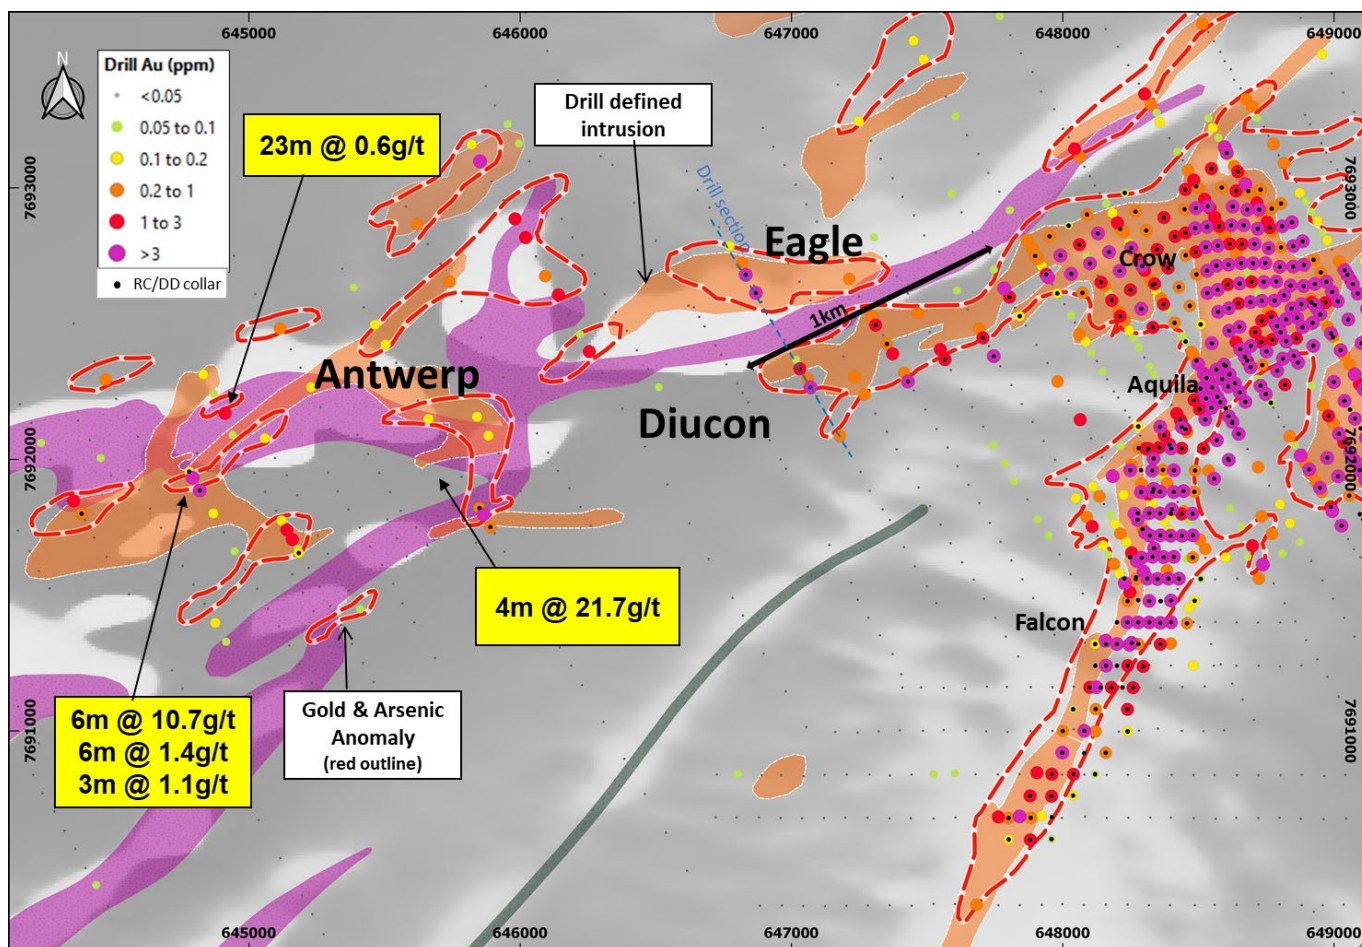 645000
646000
647000
648000
649000
N
Drill Au (ppm)
<0.05
0.05 to 0.1
0.1 to 0.2
0.2 to 1
1 to 3
>3
RC/DD collar
23m @ 0.6g/t
Drill defined
intrusion
7693000
7693000
Drill section
Eagle
Crow
1km
Antwerp
Aquila
Diucon
7692000
7692000
4m @ 21.7g/t
Falcon
7691000
7691000
6m @ 10.7g/t
6m @ 1.4g/t
3m @ 1.1g/t
Gold & Arsenic
Anomaly
(red outline)
645000
646000
647000
648000
649000